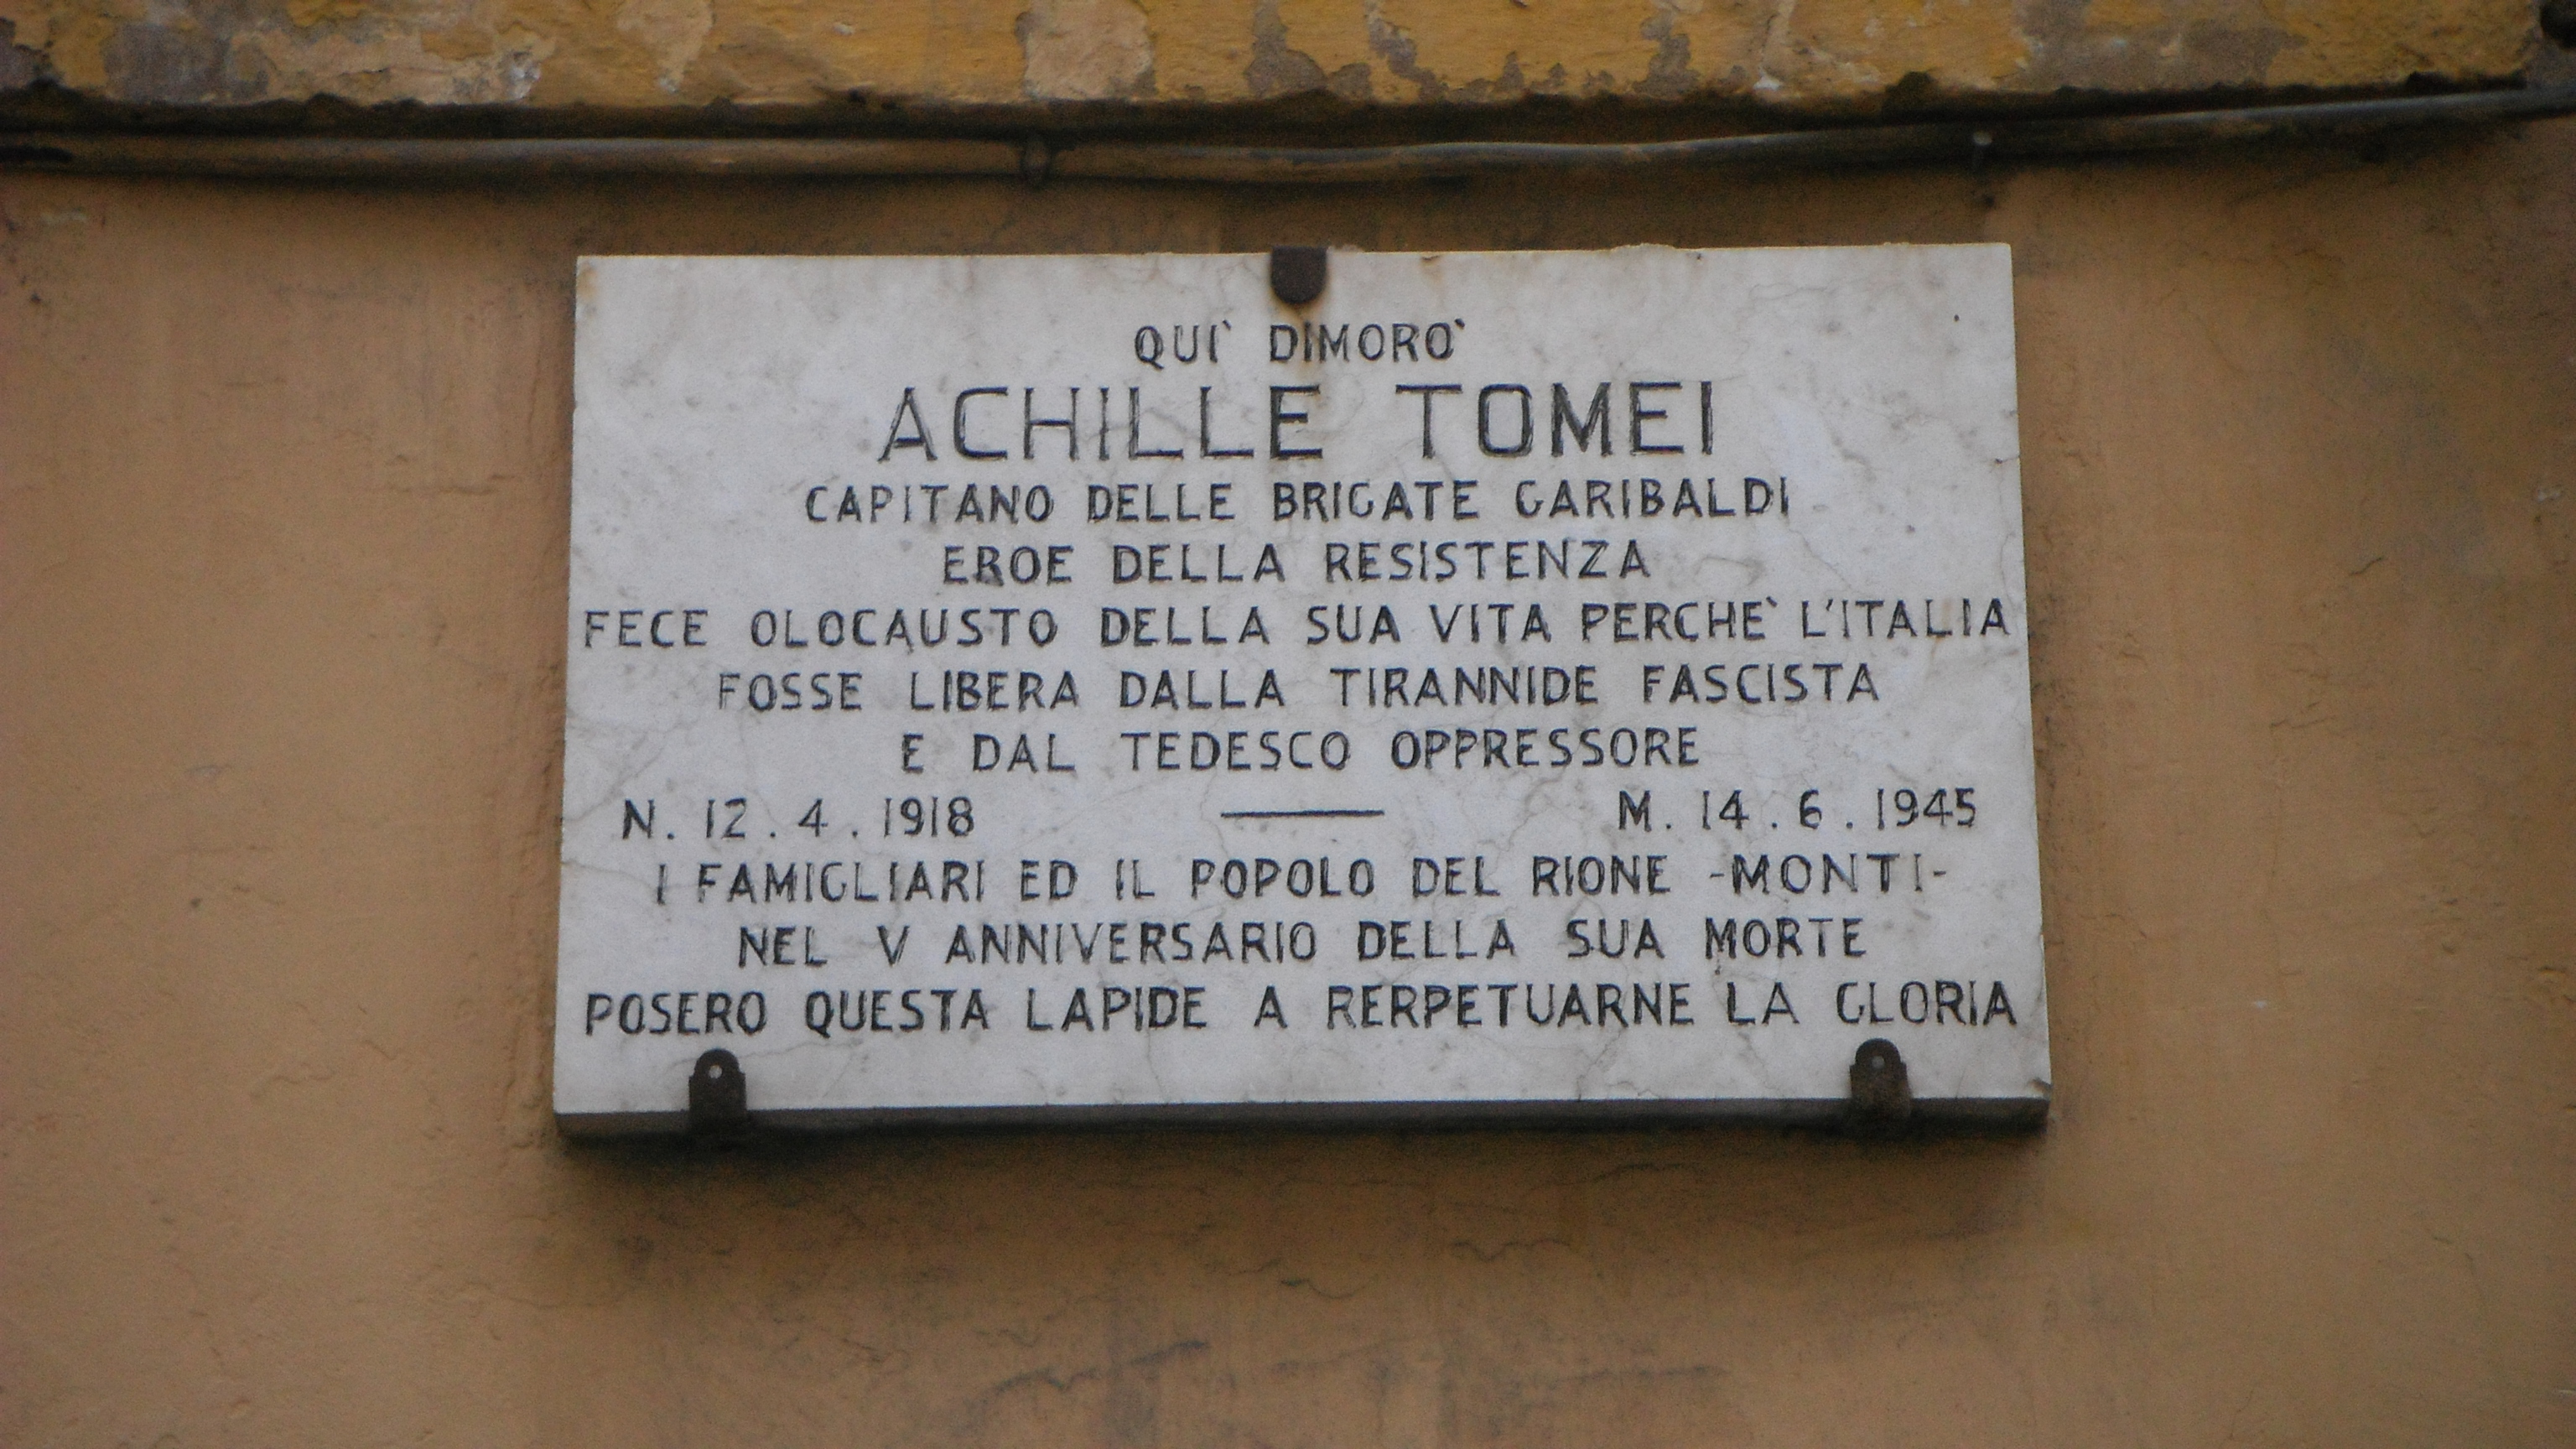 QUI' DIMORO'
ACHILLE TOMEI
CAPITANO DELLE BRIGATE GARIBALDI
EROE DELLA RESISTENZA
FECE OLOCAUSTO DELLA SUA VITA PERCHE' L'ITALIA
FOSSE LIBERA DALLA TIRANNIDE FASCISTA
E DAL TEDESCO OPPRESSORE
N. 12 . 4 . 1918 —— M. 14 . 6 . 1945
I FAMIGLIARI ED IL POPOLO DEL RIONE -MONTI-
NEL V ANNIVERSARIO DELLA SUA MORTE
POSERO QUESTA LAPIDE A RERPETUARNE LA GLORIA